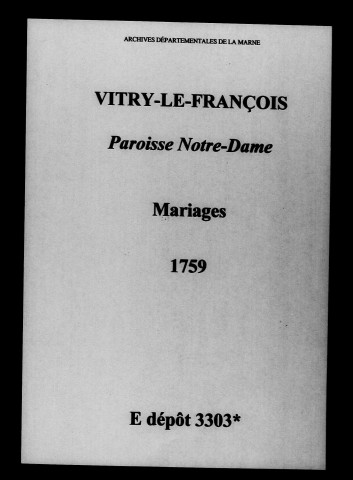 ARCHIVES DÉPARTEMENTALES DE LA MARNE
VITRY-LE-FRANÇOIS
Paroisse Notre-Dame
Mariages
1759
E dépôt 3303*